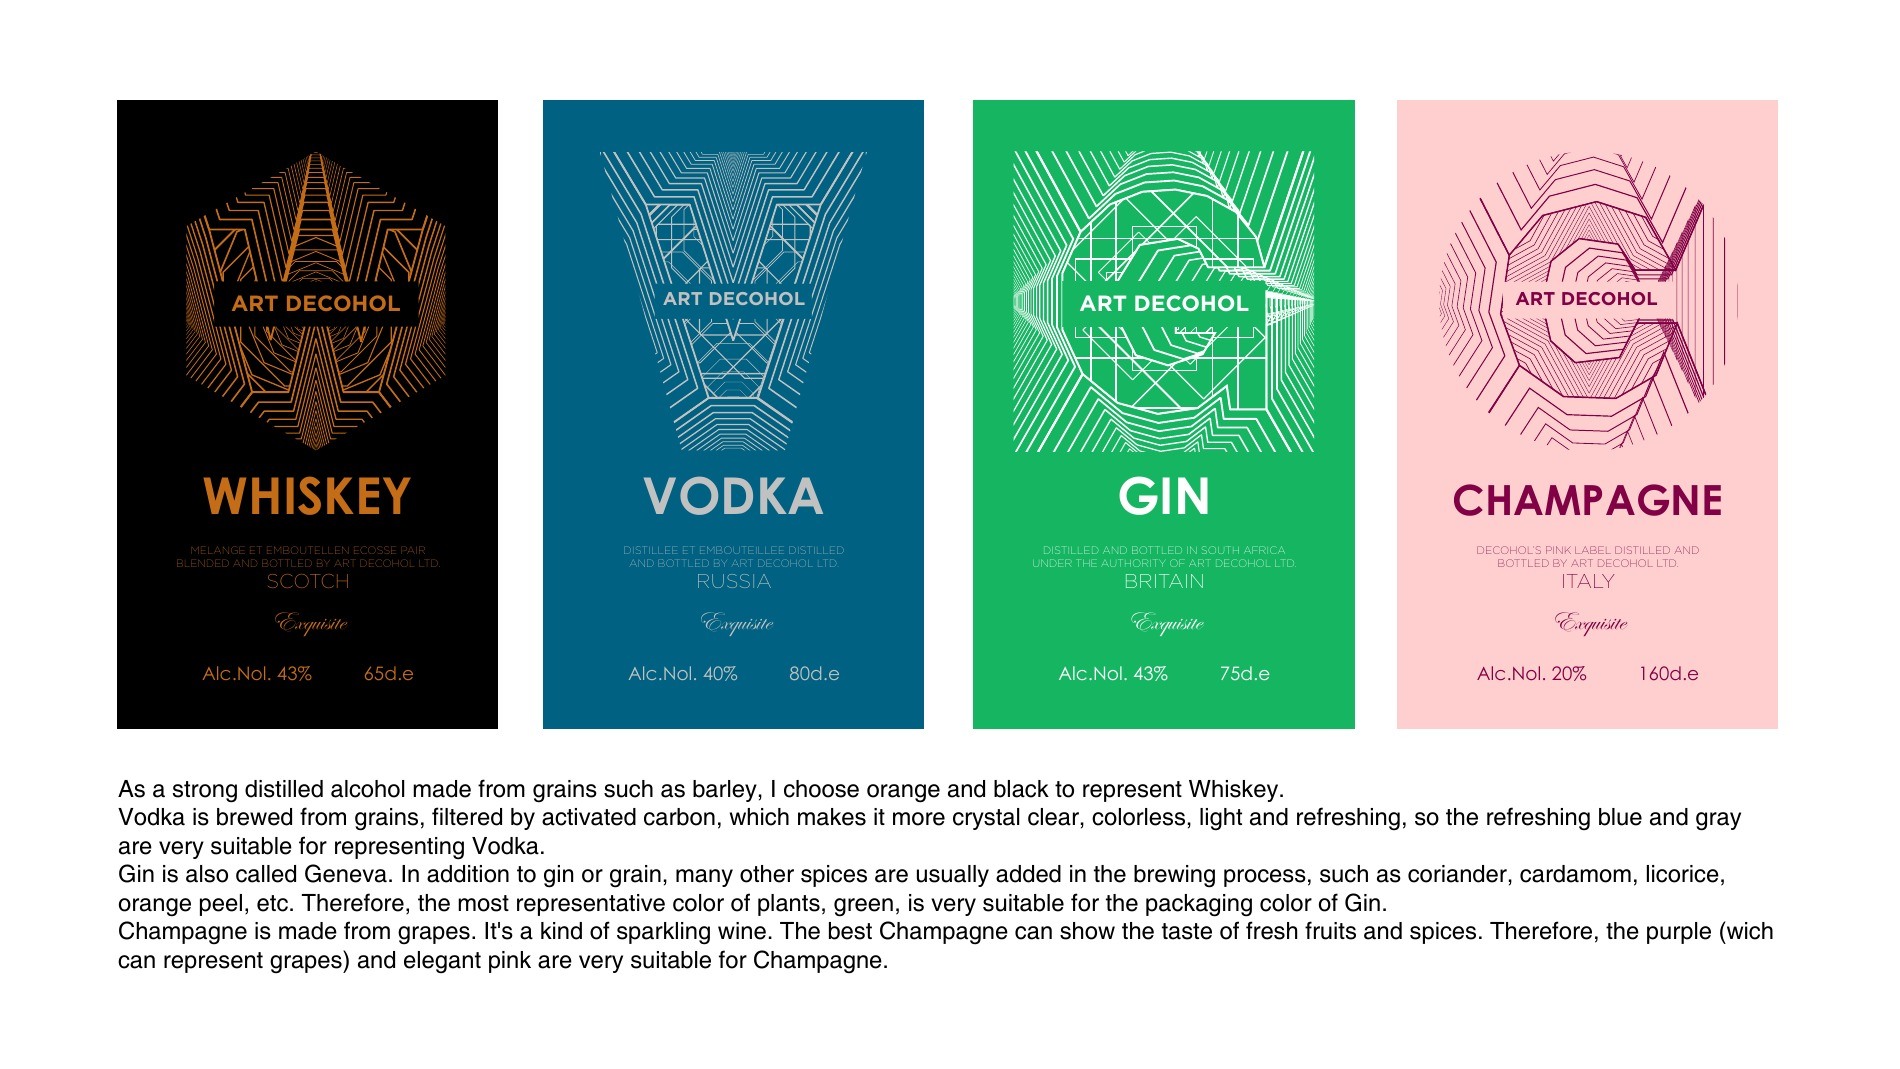 ART DECOHOL
WHISKEY
MELANGE ET EMBOUTELLEN ECOSSE PAIR
BLENDED AND BOTTLED BY ART DECOHOL LTD.
SCOTCH
Exquisite
Alc.Nol. 43% 65d.e
ART DECOHOL
VODKA
DISTILLEE ET EMBOUTEILLEE DISTILLED
AND BOTTLED BY ART DECOHOL LTD.
RUSSIA
Exquisite
Alc.Nol. 40% 80d.e
ART DECOHOL
GIN
DISTILLED AND BOTTLED IN SOUTH AFRICA
UNDER THE AUTHORITY OF ART DECOHOL LTD.
BRITAIN
Exquisite
Alc.Nol. 43% 75d.e
ART DECOHOL
CHAMPAGNE
DECOHOL'S PINK LABEL DISTILLED AND
BOTTLED BY ART DECOHOL LTD.
ITALY
Exquisite
Alc.Nol. 20% 160d.e
As a strong distilled alcohol made from grains such as barley, I choose orange and black to represent Whiskey.
Vodka is brewed from grains, filtered by activated carbon, which makes it more crystal clear, colorless, light and refreshing, so the refreshing blue and gray
are very suitable for representing Vodka.
Gin is also called Geneva. In addition to gin or grain, many other spices are usually added in the brewing process, such as coriander, cardamom, licorice,
orange peel, etc. Therefore, the most representative color of plants, green, is very suitable for the packaging color of Gin.
Champagne is made from grapes. It's a kind of sparkling wine. The best Champagne can show the taste of fresh fruits and spices. Therefore, the purple (wich
can represent grapes) and elegant pink are very suitable for Champagne.